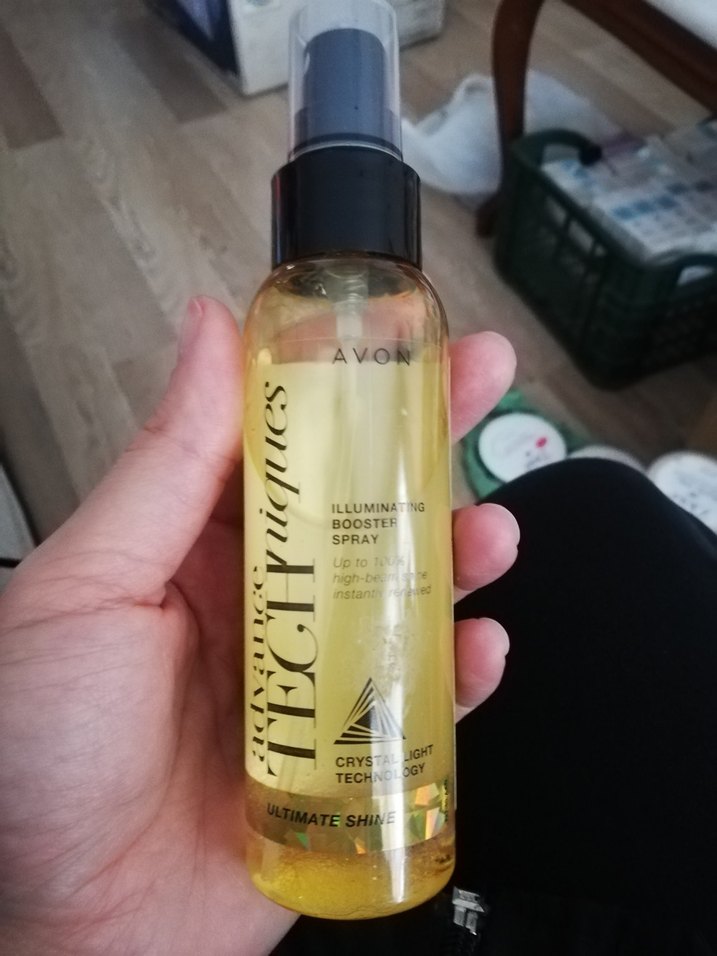 AVON
advance
TECHniques
ILLUMINATING
BOOSTER
SPRAY
Up to 100%
high-beam shine
instantly renewed
CRYSTAL LIGHT
TECHNOLOGY
ULTIMATE SHINE